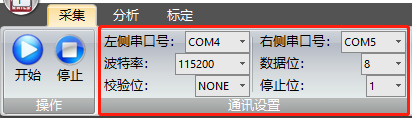 采集 分析 标定
左侧串口号: COM4 右侧串口号: COM5
波特率: 115200 数据位: 8
开始 停止
校验位: NONE 停止位: 1
操作 通讯设置